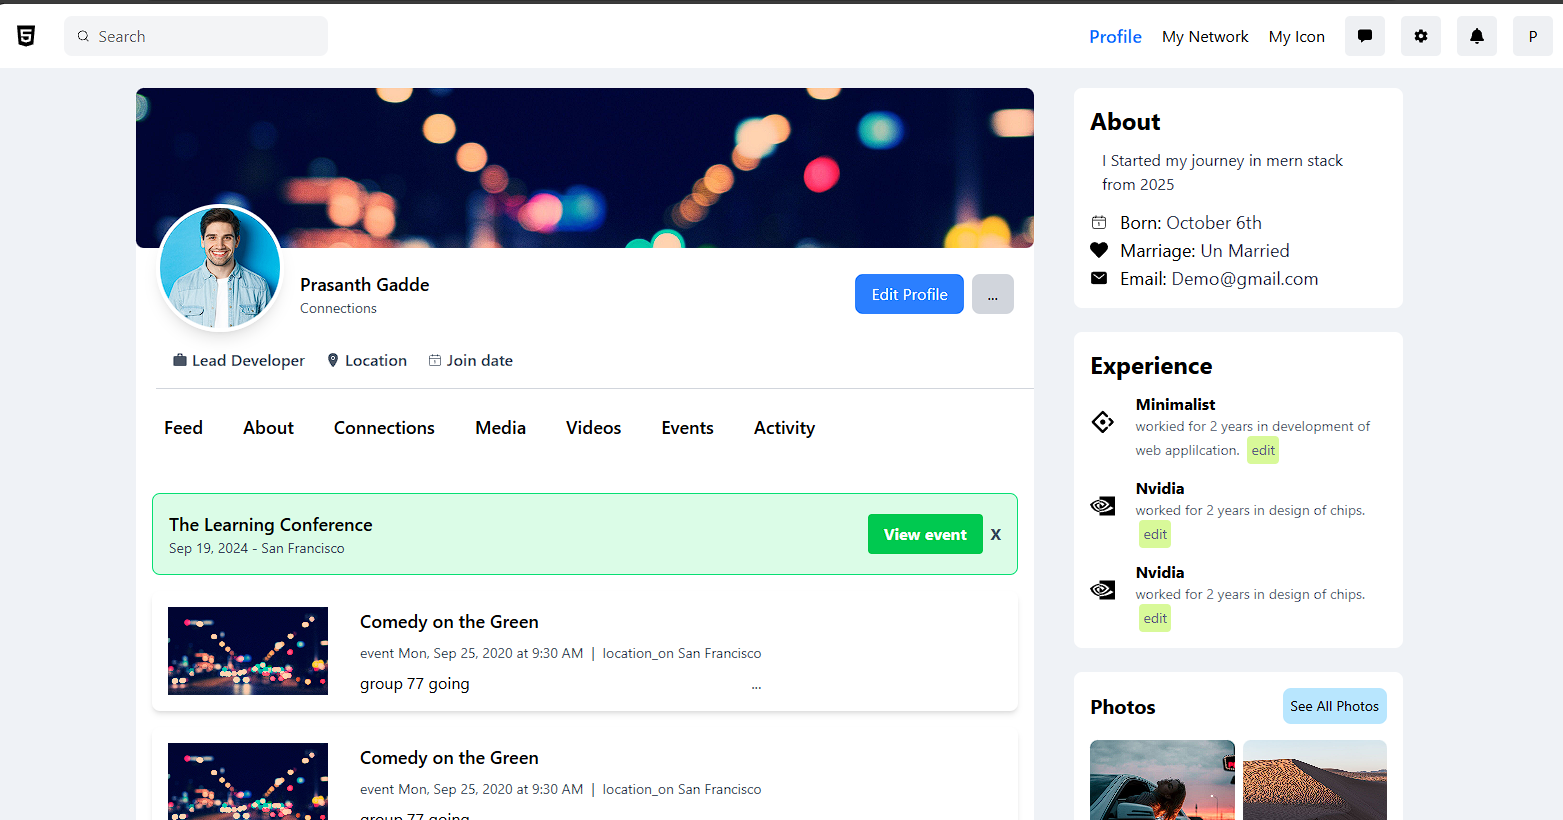 Search
Profile
My Network
My Icon
P
Prasanth Gadde
Connections
Edit Profile
...
Lead Developer
Location
Join date
Feed
About
Connections
Media
Videos
Events
Activity
The Learning Conference
Sep 19, 2024 - San Francisco
View event
X
Comedy on the Green
event Mon, Sep 25, 2020 at 9:30 AM | location_on San Francisco
group 77 going
...
Comedy on the Green
event Mon, Sep 25, 2020 at 9:30 AM | location_on San Francisco
group 77 going
About
I Started my journey in mern stack
from 2025
Born: October 6th
Marriage: Un Married
Email: Demo@gmail.com
Experience
Minimalist
workied for 2 years in development of
web applilcation. edit
Nvidia
worked for 2 years in design of chips.
edit
Nvidia
worked for 2 years in design of chips.
edit
Photos
See All Photos